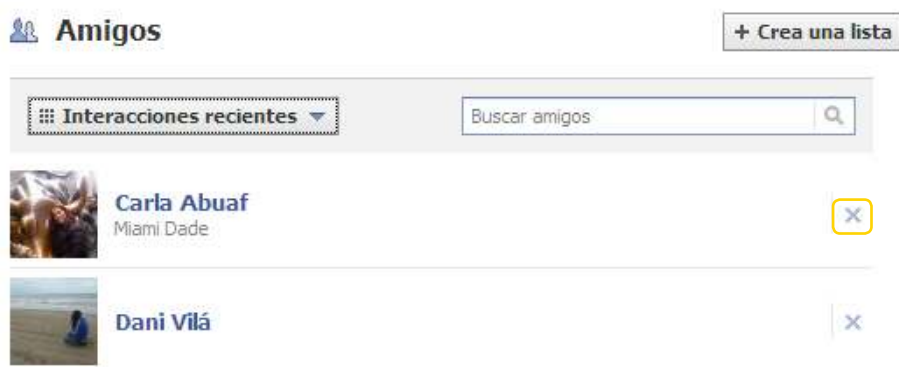 Amigos
+ Crea una lista
Interacciones recientes
Buscar amigos
Carla Abuaf
Miami Dade
Dani Vilá